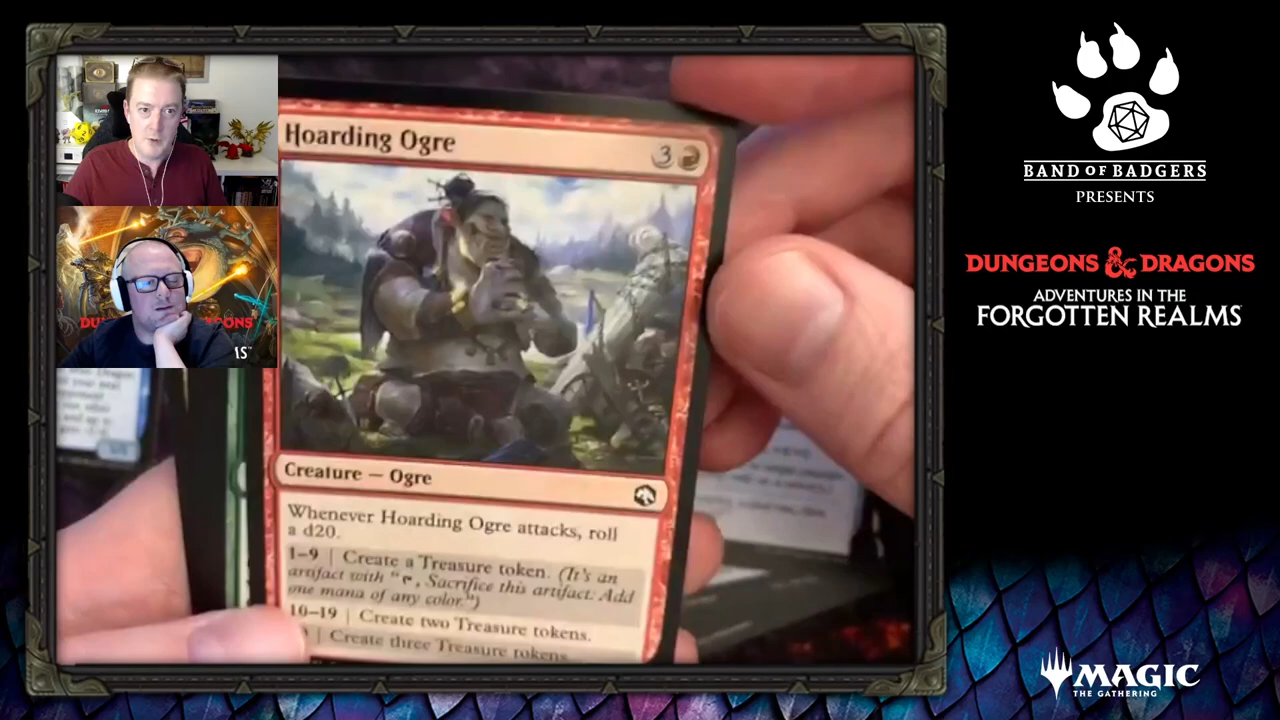 Hoarding Ogre
3
Creature — Ogre
Whenever Hoarding Ogre attacks, roll
a d20.
1–9 | Create a Treasure token. (It's an
artifact with "T, Sacrifice this artifact: Add
one mana of any color.")
10–19 | Create two Treasure tokens.
| Create three Treasure tokens.
BAND OF BADGERS
PRESENTS
DUNGEONS & DRAGONS
ADVENTURES IN THE
FORGOTTEN REALMS
MAGIC
THE GATHERING